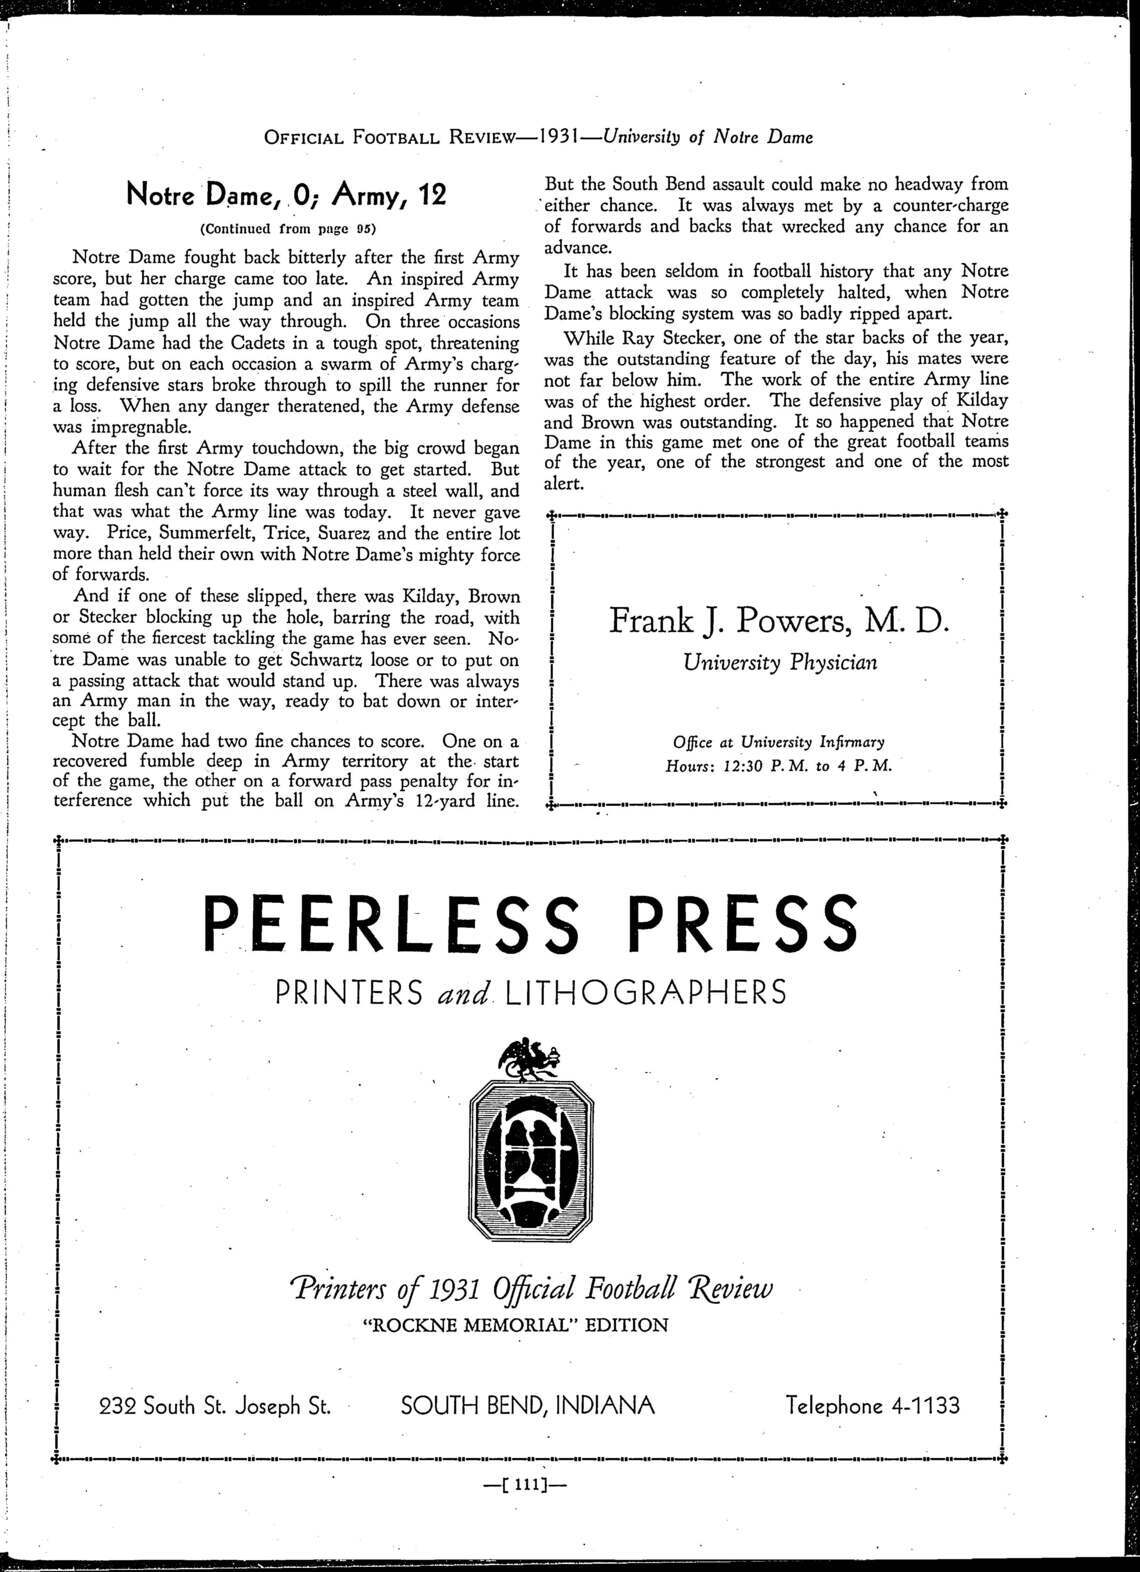 OFFICIAL FOOTBALL REVIEW—1931—University of Notre Dame
Notre Dame, 0; Army, 12
(Continued from page 95)
Notre Dame fought back bitterly after the first Army
score, but her charge came too late. An inspired Army
team had gotten the jump and an inspired Army team
held the jump all the way through. On three occasions
Notre Dame had the Cadets in a tough spot, threatening
to score, but on each occasion a swarm of Army's charg-
ing defensive stars broke through to spill the runner for
a loss. When any danger theratened, the Army defense
was impregnable.
After the first Army touchdown, the big crowd began
to wait for the Notre Dame attack to get started. But
human flesh can't force its way through a steel wall, and
that was what the Army line was today. It never gave
way. Price, Summerfelt, Trice, Suarez and the entire lot
more than held their own with Notre Dame's mighty force
of forwards.
And if one of these slipped, there was Kilday, Brown
or Stecker blocking up the hole, barring the road, with
some of the fiercest tackling the game has ever seen. No-
tre Dame was unable to get Schwartz loose or to put on
a passing attack that would stand up. There was always
an Army man in the way, ready to bat down or inter-
cept the ball.
Notre Dame had two fine chances to score. One on a
recovered fumble deep in Army territory at the start
of the game, the other on a forward pass penalty for in-
terference which put the ball on Army's 12-yard line.
But the South Bend assault could make no headway from
either chance. It was always met by a counter-charge
of forwards and backs that wrecked any chance for an
advance.
It has been seldom in football history that any Notre
Dame attack was so completely halted, when Notre
Dame's blocking system was so badly ripped apart.
While Ray Stecker, one of the star backs of the year,
was the outstanding feature of the day, his mates were
not far below him. The work of the entire Army line
was of the highest order. The defensive play of Kilday
and Brown was outstanding. It so happened that Notre
Dame in this game met one of the great football teams
of the year, one of the strongest and one of the most
alert.
Frank J. Powers, M. D.
University Physician
Office at University Infirmary
Hours: 12:30 P. M. to 4 P. M.
PEERLESS PRESS
PRINTERS and LITHOGRAPHERS
Printers of 1931 Official Football Review
"ROCKNE MEMORIAL" EDITION
232 South St. Joseph St. SOUTH BEND, INDIANA Telephone 4-1133
—[ 111]—